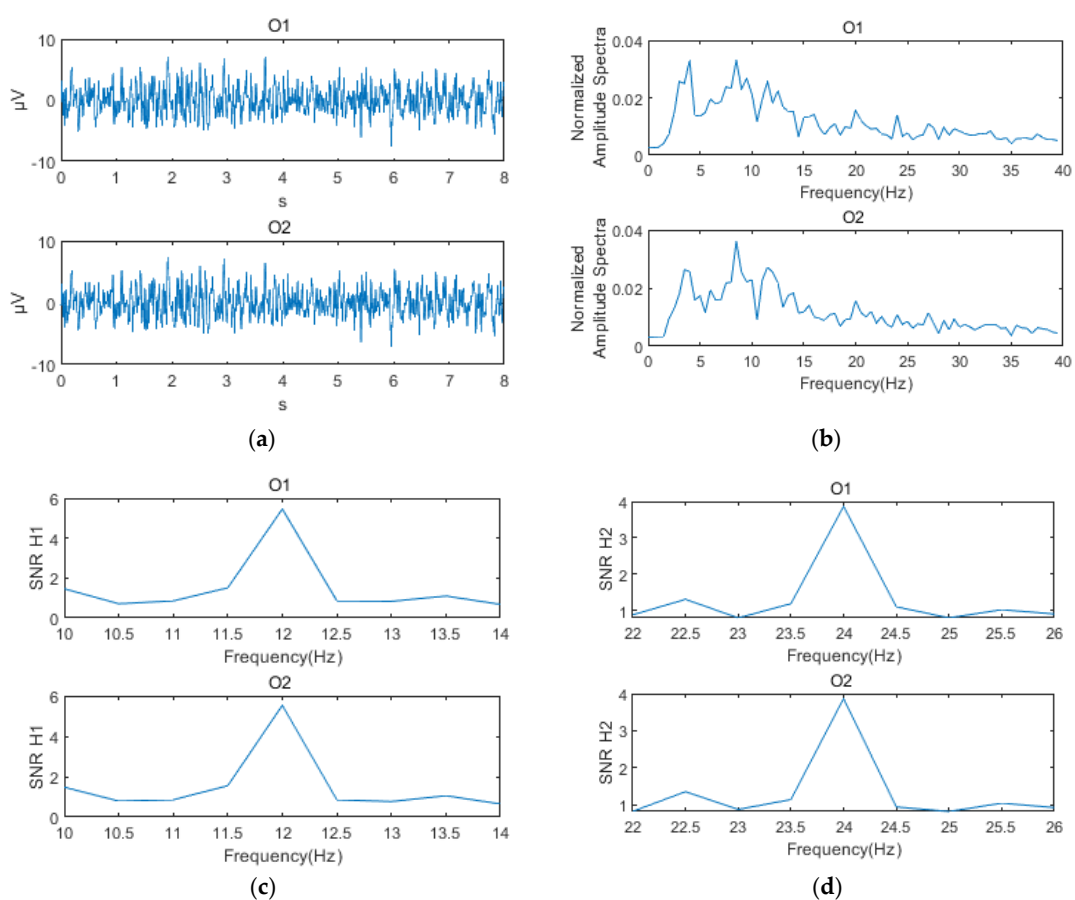 O1
10
0
-10
µV
0 1 2 3 4 5 6 7 8
s
O2
10
0
-10
µV
0 1 2 3 4 5 6 7 8
s
(a)
O1
0.04
0.02
0
Normalized
Amplitude Spectra
0 5 10 15 20 25 30 35 40
Frequency(Hz)
O2
0.04
0.02
0
Normalized
Amplitude Spectra
0 5 10 15 20 25 30 35 40
Frequency(Hz)
(b)
O1
6
4
2
0
SNR H1
10 10.5 11 11.5 12 12.5 13 13.5 14
Frequency(Hz)
O2
6
4
2
0
SNR H1
10 10.5 11 11.5 12 12.5 13 13.5 14
Frequency(Hz)
(c)
O1
4
3
2
1
SNR H2
22 22.5 23 23.5 24 24.5 25 25.5 26
Frequency(Hz)
O2
4
3
2
1
SNR H2
22 22.5 23 23.5 24 24.5 25 25.5 26
Frequency(Hz)
(d)